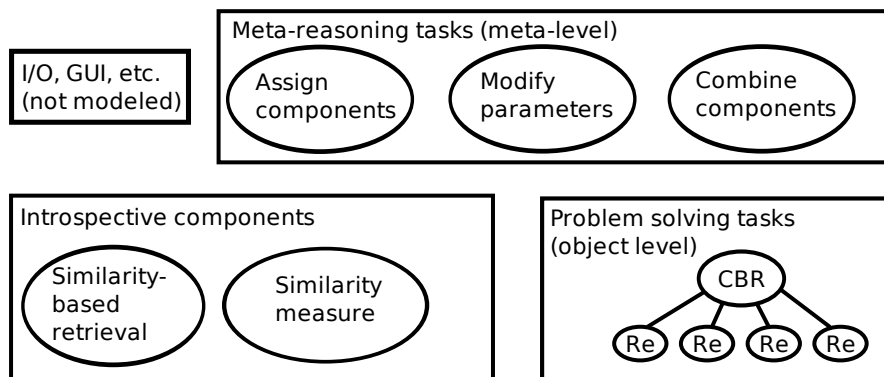 Meta-reasoning tasks (meta-level)
I/O, GUI, etc.
(not modeled)
Assign
components
Modify
parameters
Combine
components
Introspective components
Similarity-
based
retrieval
Similarity
measure
Problem solving tasks
(object level)
CBR
Re
Re
Re
Re